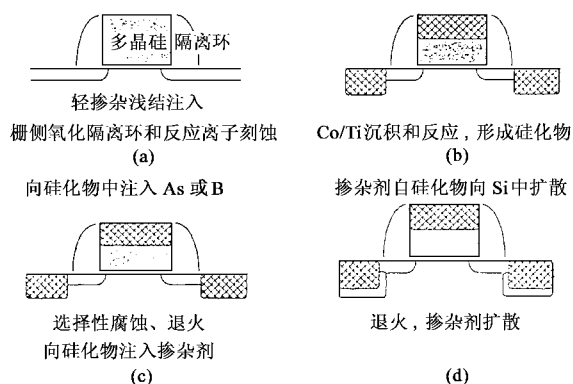 多晶硅 隔离环
轻掺杂浅结注入
栅侧氧化隔离环和反应离子刻蚀
(a)
Co/Ti沉积和反应，形成硅化物
(b)
向硅化物中注入 As 或B
选择性腐蚀、退火
向硅化物注入掺杂剂
(c)
掺杂剂自硅化物向 Si中扩散
退火，掺杂剂扩散
(d)